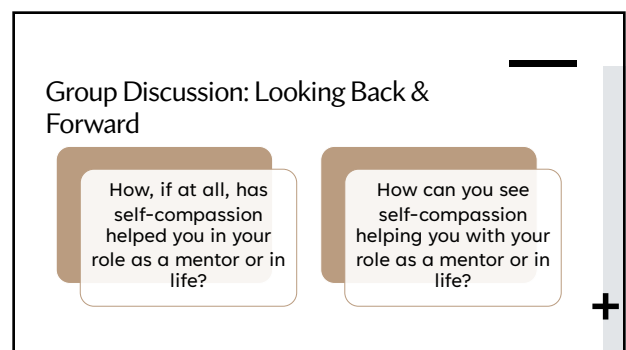 Group Discussion: Looking Back &
Forward
How, if at all, has
self-compassion
helped you in your
role as a mentor or in
life?
How can you see
self-compassion
helping you with your
role as a mentor or in
life?
+